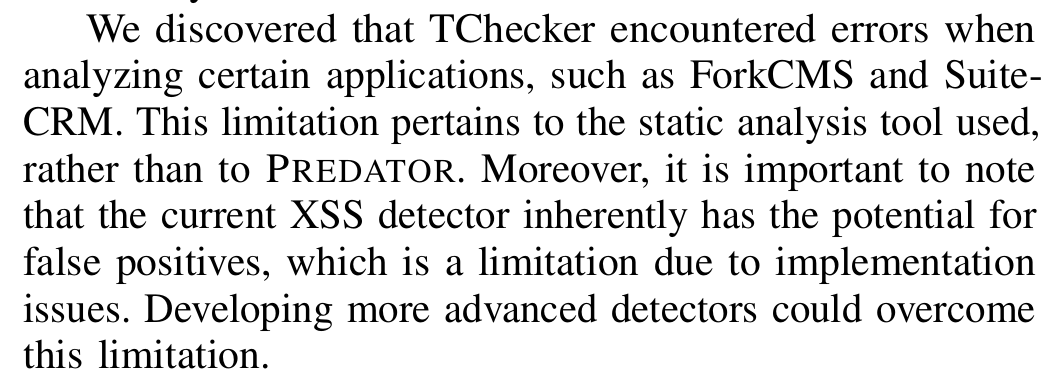 We discovered that TChecker encountered errors when
analyzing certain applications, such as ForkCMS and Suite-
CRM. This limitation pertains to the static analysis tool used,
rather than to PREDATOR. Moreover, it is important to note
that the current XSS detector inherently has the potential for
false positives, which is a limitation due to implementation
issues. Developing more advanced detectors could overcome
this limitation.